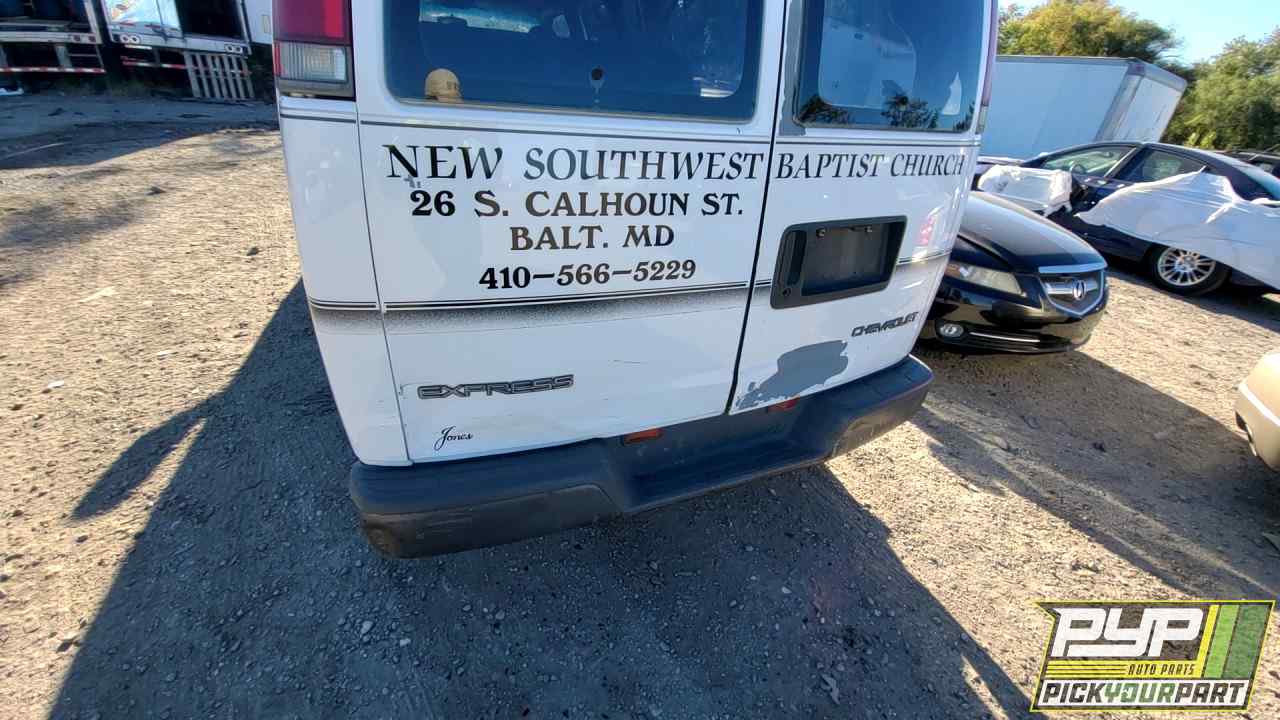 NEW SOUTHWEST BAPTIST CHURCH
26 S. CALHOUN ST.
BALT. MD
410-566-5229
CHEVROLET
EXPRESS
Jones
PYP
AUTO PARTS
PICKYOURPART